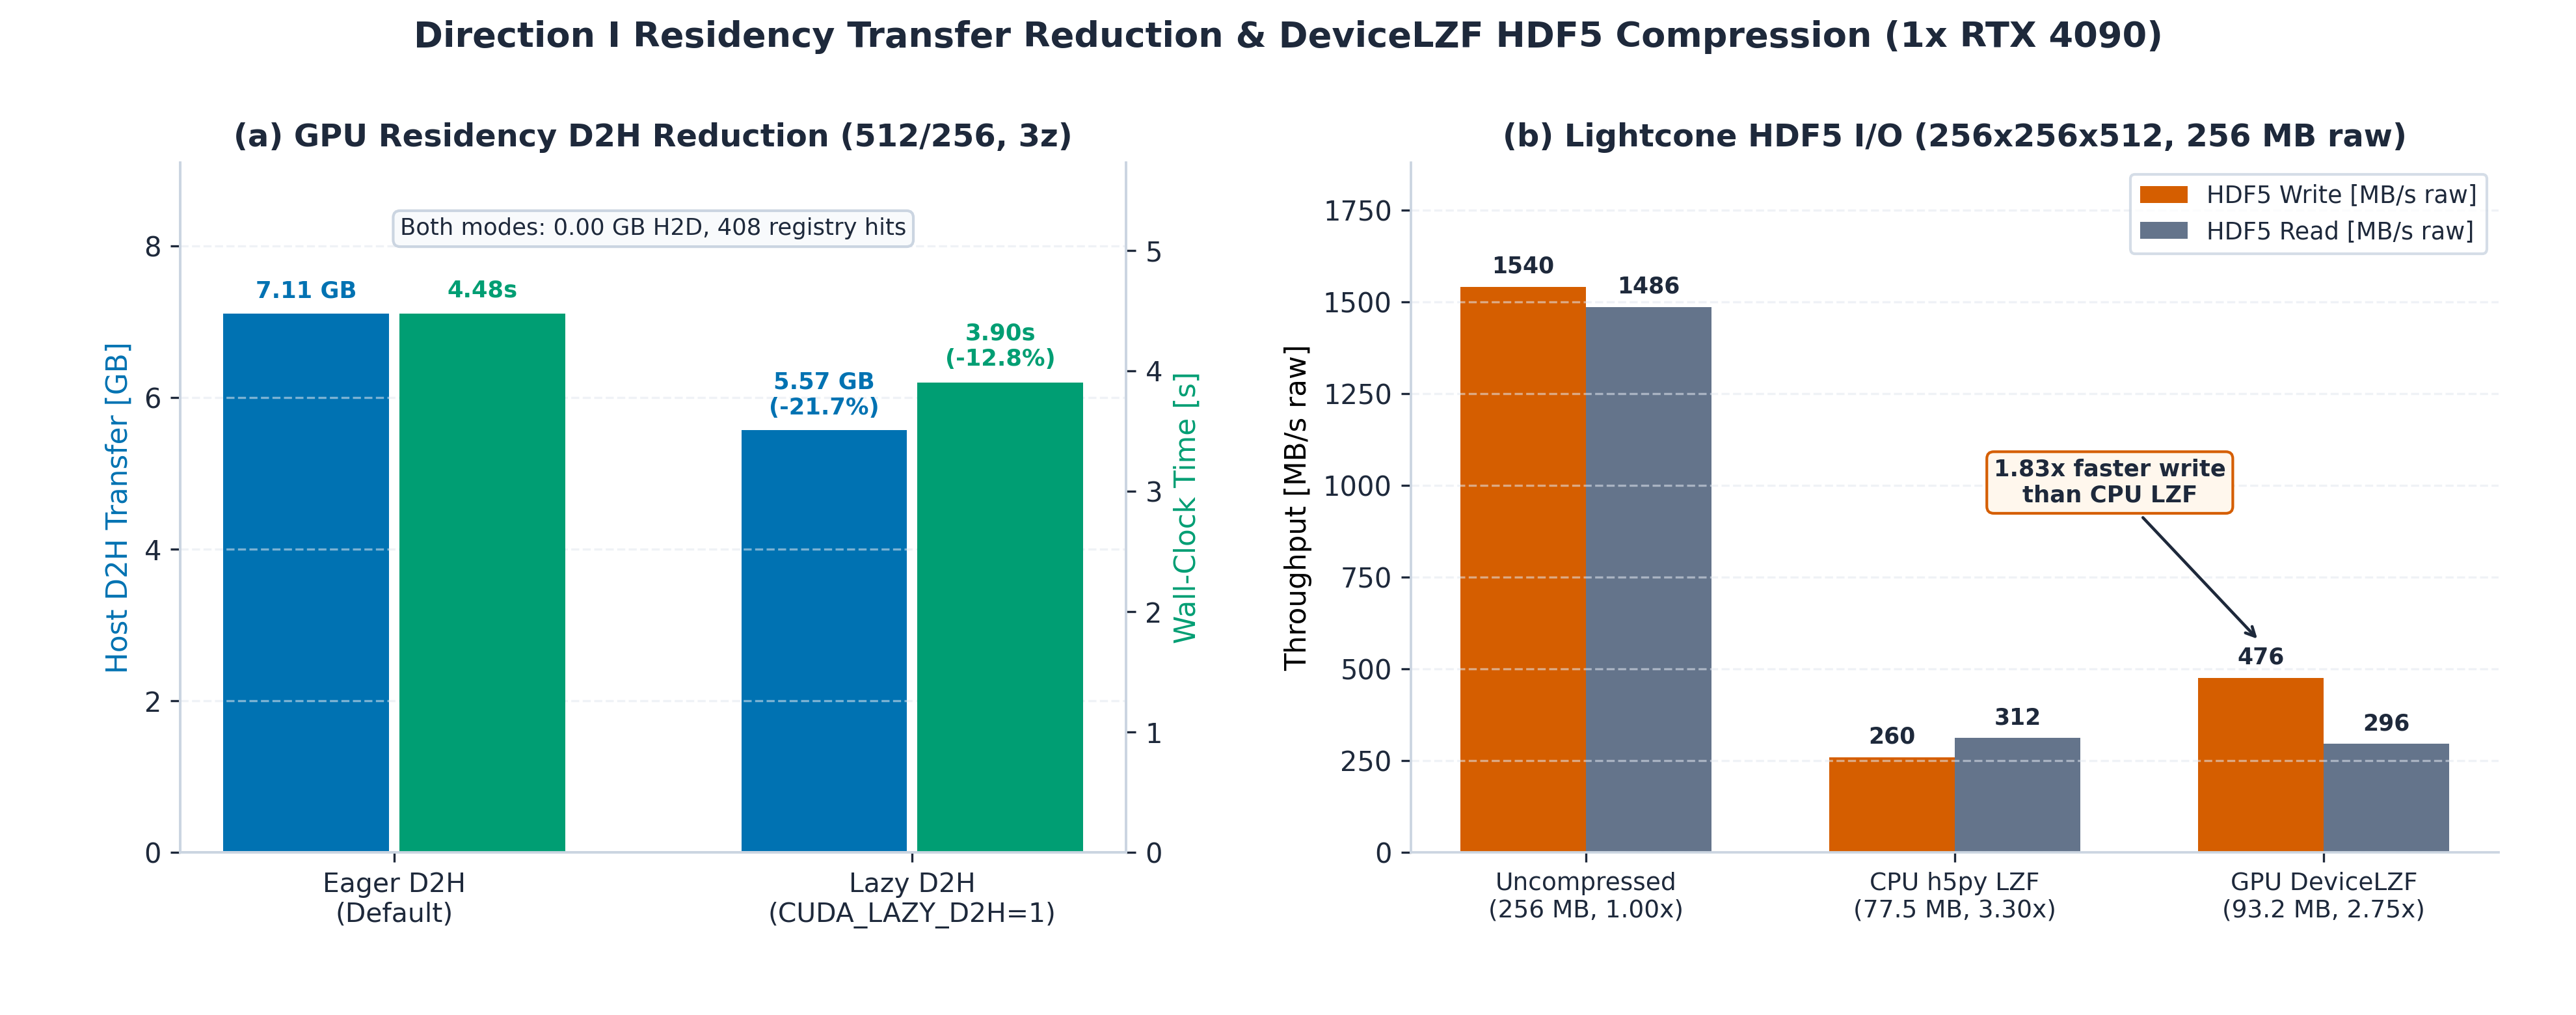 Direction I Residency Transfer Reduction & DeviceLZF HDF5 Compression (1x RTX 4090)
(a) GPU Residency D2H Reduction (512/256, 3z)
Both modes: 0.00 GB H2D, 408 registry hits
Host D2H Transfer [GB]
8
6
4
2
0
7.11 GB
4.48s
5.57 GB
(-21.7%)
3.90s
(-12.8%)
5
4
3
2
1
0
Wall-Clock Time [s]
Eager D2H
(Default)
Lazy D2H
(CUDA_LAZY_D2H=1)
(b) Lightcone HDF5 I/O (256x256x512, 256 MB raw)
HDF5 Write [MB/s raw]
HDF5 Read [MB/s raw]
Throughput [MB/s raw]
1750
1500
1250
1000
750
500
250
0
1540
1486
260
312
1.83x faster write
than CPU LZF
476
296
Uncompressed
(256 MB, 1.00x)
CPU h5py LZF
(77.5 MB, 3.30x)
GPU DeviceLZF
(93.2 MB, 2.75x)